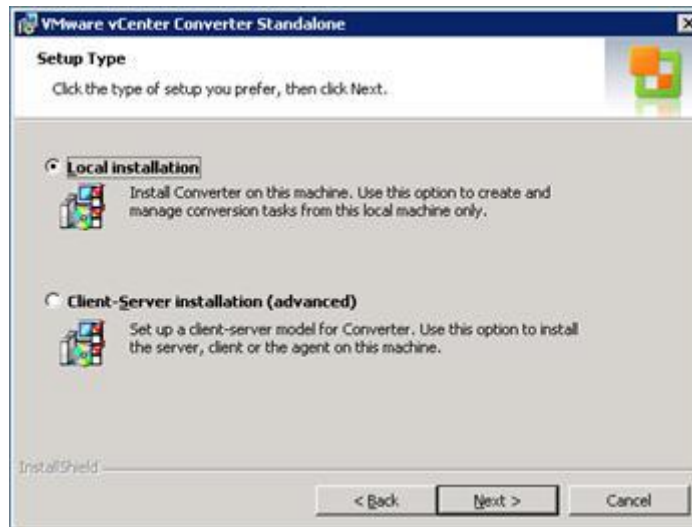 VMware vCenter Converter Standalone
Setup Type
Click the type of setup you prefer, then click Next.
Local installation
Install Converter on this machine. Use this option to create and
manage conversion tasks from this local machine only.
Client-Server installation (advanced)
Set up a client-server model for Converter. Use this option to install
the server, client or the agent on this machine.
InstallShield
< Back
Next >
Cancel